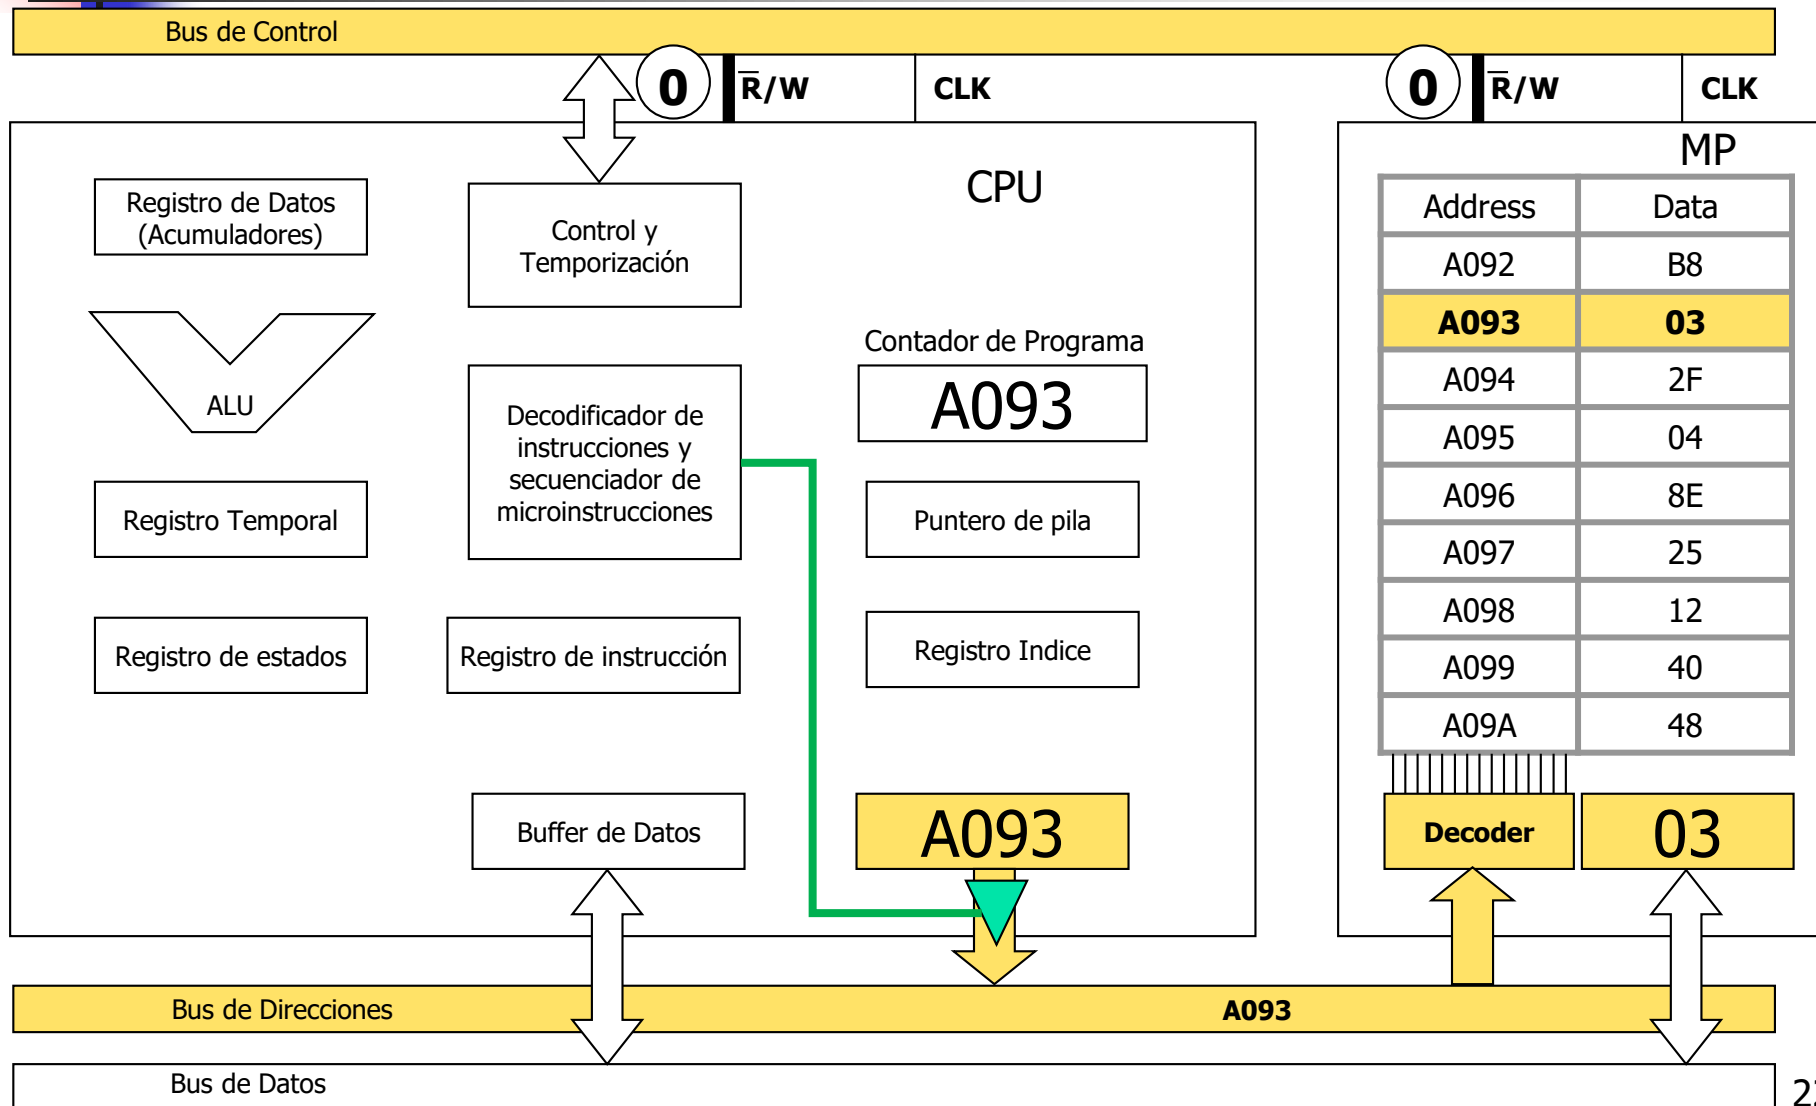 Bus de Control
0 R̅/W CLK
0 R̅/W CLK
CPU
Registro de Datos
(Acumuladores)
Control y
Temporización
ALU
Decodificador de
instrucciones y
secuenciador de
microinstrucciones
Contador de Programa
A093
Registro Temporal
Puntero de pila
Registro de estados
Registro de instrucción
Registro Indice
Buffer de Datos
A093
MP
Address Data
A092 B8
A093 03
A094 2F
A095 04
A096 8E
A097 25
A098 12
A099 40
A09A 48
Decoder
03
Bus de Direcciones
A093
Bus de Datos